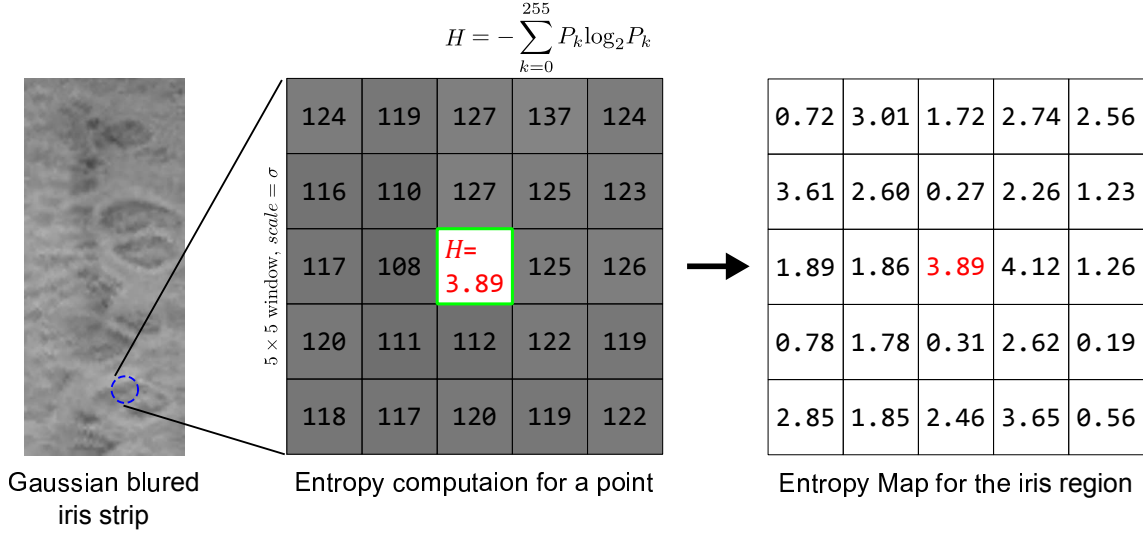 H = − ∑ P_k log_2 P_k
255
k=0
5 × 5 window, scale = σ
124 119 127 137 124
116 110 127 125 123
117 108 H= 3.89 125 126
120 111 112 122 119
118 117 120 119 122
0.72 3.01 1.72 2.74 2.56
3.61 2.60 0.27 2.26 1.23
1.89 1.86 3.89 4.12 1.26
0.78 1.78 0.31 2.62 0.19
2.85 1.85 2.46 3.65 0.56
Gaussian blured
iris strip
Entropy computaion for a point
Entropy Map for the iris region